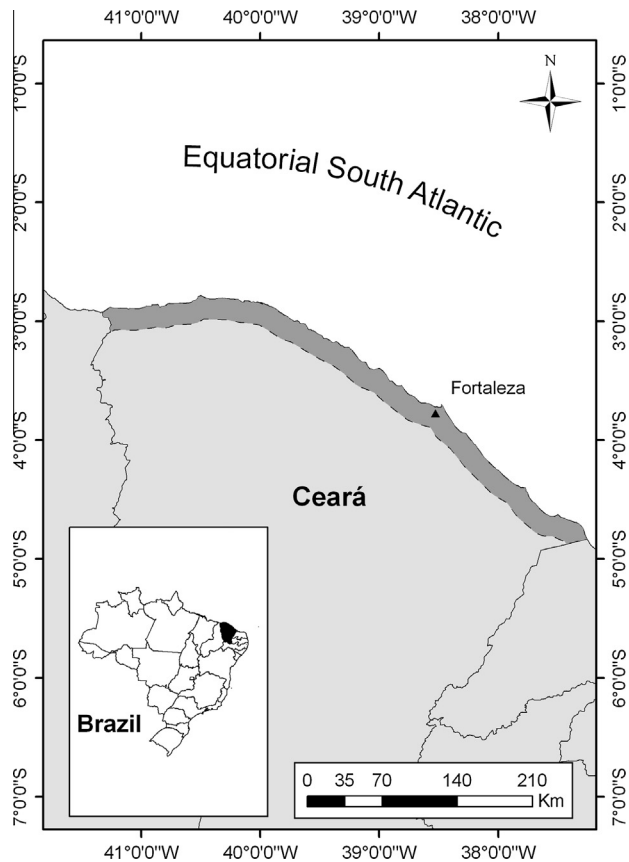 41°0'0"W 40°0'0"W 39°0'0"W 38°0'0"W
N
Equatorial South Atlantic
1°0'0"S 1°0'0"S
2°0'0"S 2°0'0"S
3°0'0"S 3°0'0"S
Fortaleza
4°0'0"S 4°0'0"S
Ceará
5°0'0"S 5°0'0"S
6°0'0"S 6°0'0"S
Brazil
0 35 70 140 210
Km
7°0'0"S 7°0'0"S
41°0'0"W 40°0'0"W 39°0'0"W 38°0'0"W